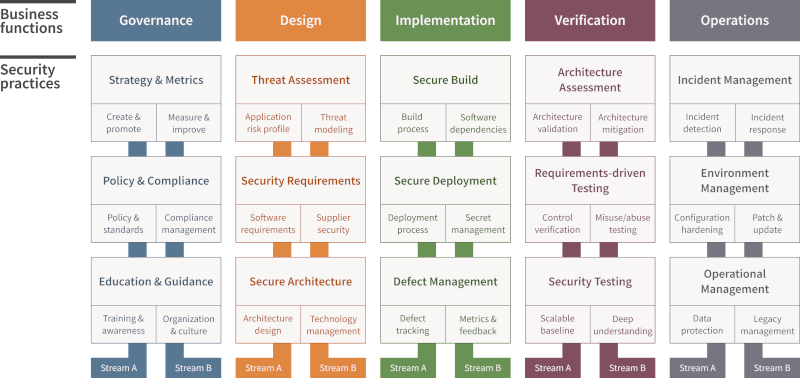 Business
functions
Governance
Design
Implementation
Verification
Operations
Security
practices
Strategy & Metrics
Create &
promote
Measure &
improve
Threat Assessment
Application
risk profile
Threat
modeling
Secure Build
Build
process
Software
dependencies
Architecture
Assessment
Architecture
validation
Architecture
mitigation
Incident Management
Incident
detection
Incident
response
Policy & Compliance
Policy &
standards
Compliance
management
Security Requirements
Software
requirements
Supplier
security
Secure Deployment
Deployment
process
Secret
management
Requirements-driven
Testing
Control
verification
Misuse/abuse
testing
Environment
Management
Configuration
hardening
Patch &
update
Education & Guidance
Training &
awareness
Organization
& culture
Secure Architecture
Architecture
design
Technology
management
Defect Management
Defect
tracking
Metrics &
feedback
Security Testing
Scalable
baseline
Deep
understanding
Operational
Management
Data
protection
Legacy
management
Stream A
Stream B
Stream A
Stream B
Stream A
Stream B
Stream A
Stream B
Stream A
Stream B